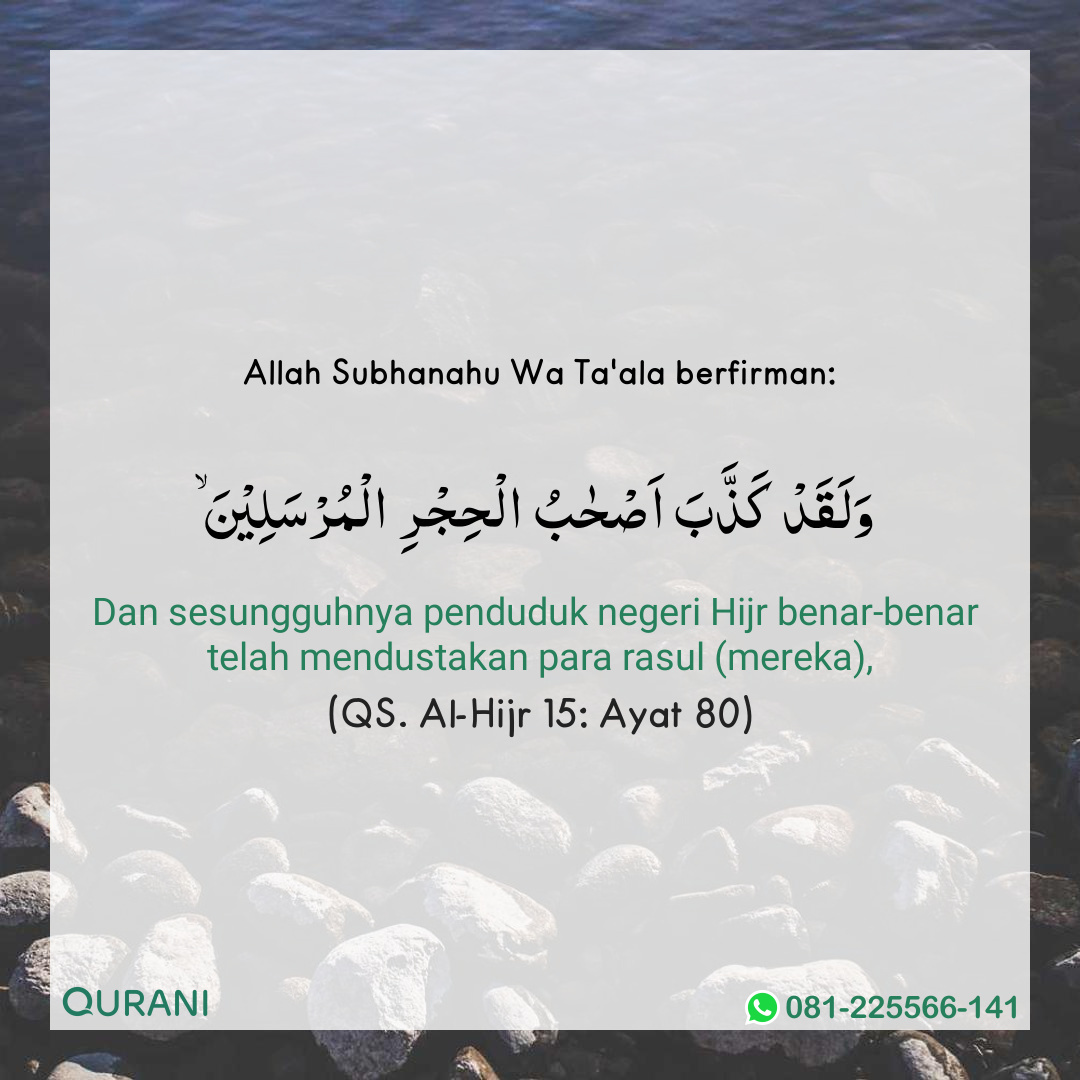 Allah Subhanahu Wa Ta'ala berfirman:
وَلَقَدْ كَذَّبَ اَصْحٰبُ الْحِجْرِ الْمُرْسَلِيْنَۙ
Dan sesungguhnya penduduk negeri Hijr benar-benar
telah mendustakan para rasul (mereka),
(QS. Al-Hijr 15: Ayat 80)
QURANI
081-225566-141